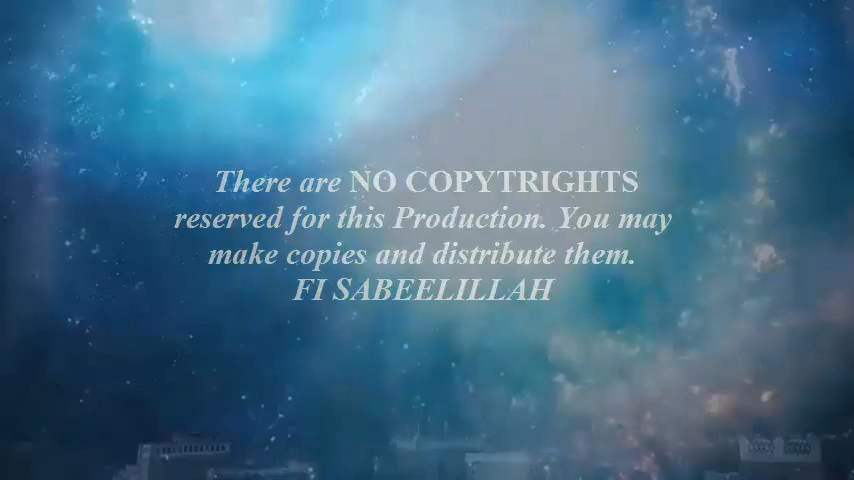 There are NO COPYTRIGHTS
reserved for this Production. You may
make copies and distribute them.
FI SABEELILLAH